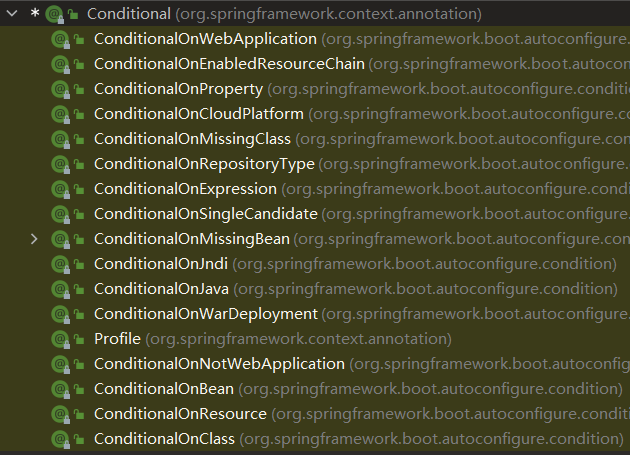 Conditional (org.springframework.context.annotation)
ConditionalOnWebApplication (org.springframework.boot.autoconfigure.
ConditionalOnEnabledResourceChain (org.springframework.boot.autocon
ConditionalOnProperty (org.springframework.boot.autoconfigure.conditio
ConditionalOnCloudPlatform (org.springframework.boot.autoconfigure.c
ConditionalOnMissingClass (org.springframework.boot.autoconfigure.co
ConditionalOnRepositoryType (org.springframework.boot.autoconfigure.
ConditionalOnExpression (org.springframework.boot.autoconfigure.condi
ConditionalOnSingleCandidate (org.springframework.boot.autoconfigure.
ConditionalOnMissingBean (org.springframework.boot.autoconfigure.con
ConditionalOnJndi (org.springframework.boot.autoconfigure.condition)
ConditionalOnJava (org.springframework.boot.autoconfigure.condition)
ConditionalOnWarDeployment (org.springframework.boot.autoconfigure.
Profile (org.springframework.context.annotation)
ConditionalOnNotWebApplication (org.springframework.boot.autoconfig
ConditionalOnBean (org.springframework.boot.autoconfigure.condition)
ConditionalOnResource (org.springframework.boot.autoconfigure.conditi
ConditionalOnClass (org.springframework.boot.autoconfigure.condition)